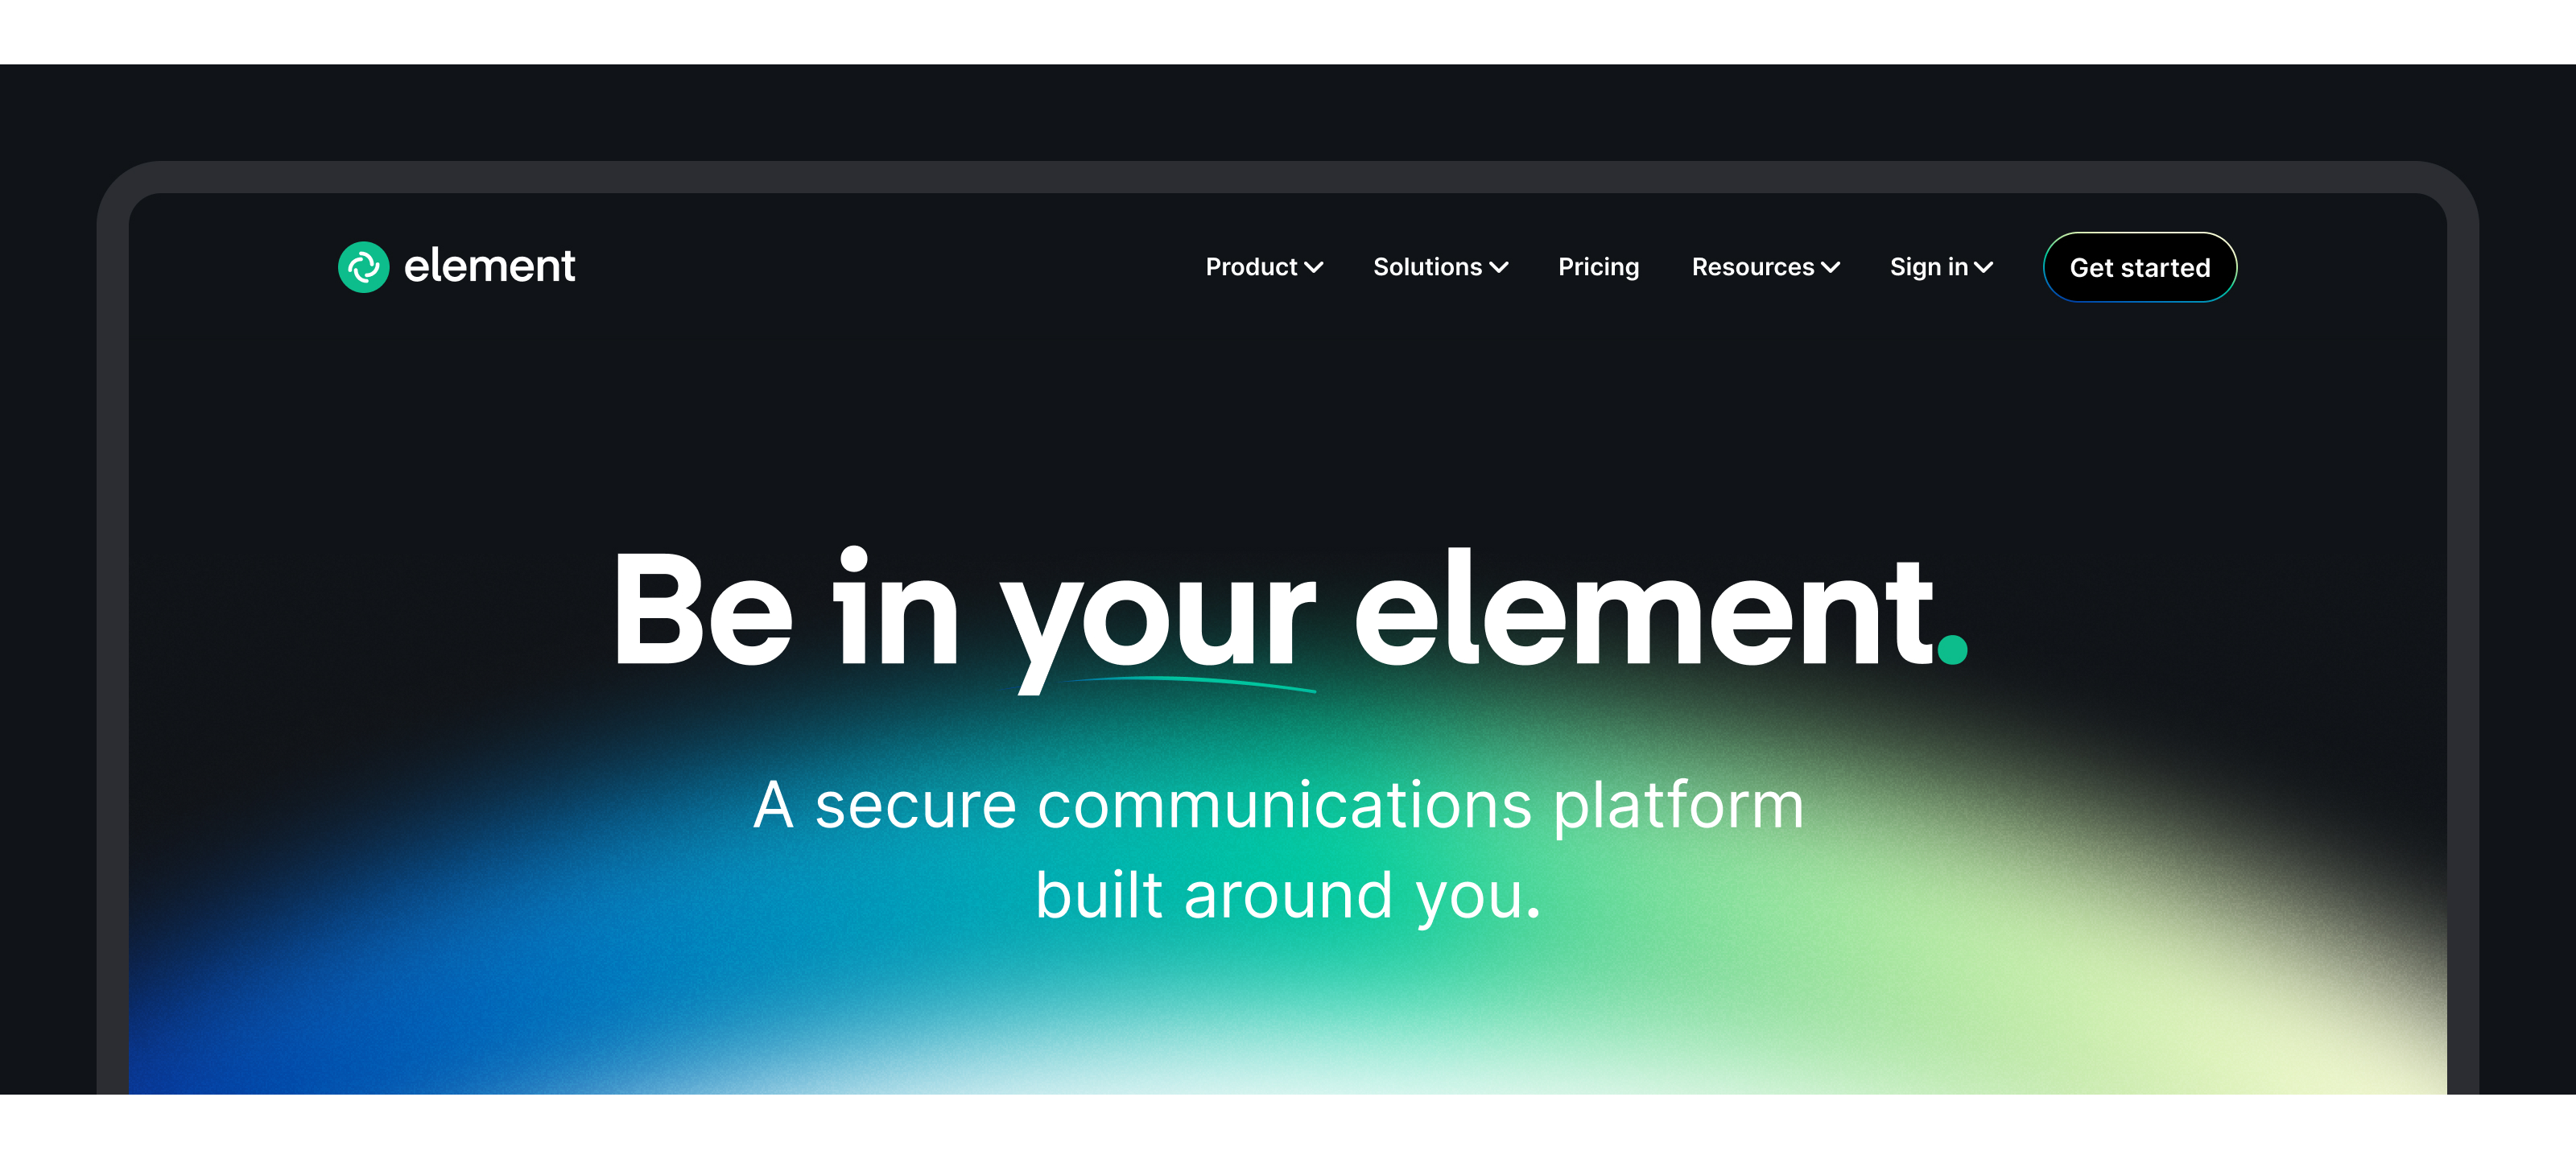 element
Product Solutions Pricing Resources Sign in Get started
Be in your element.
A secure communications platform
built around you.